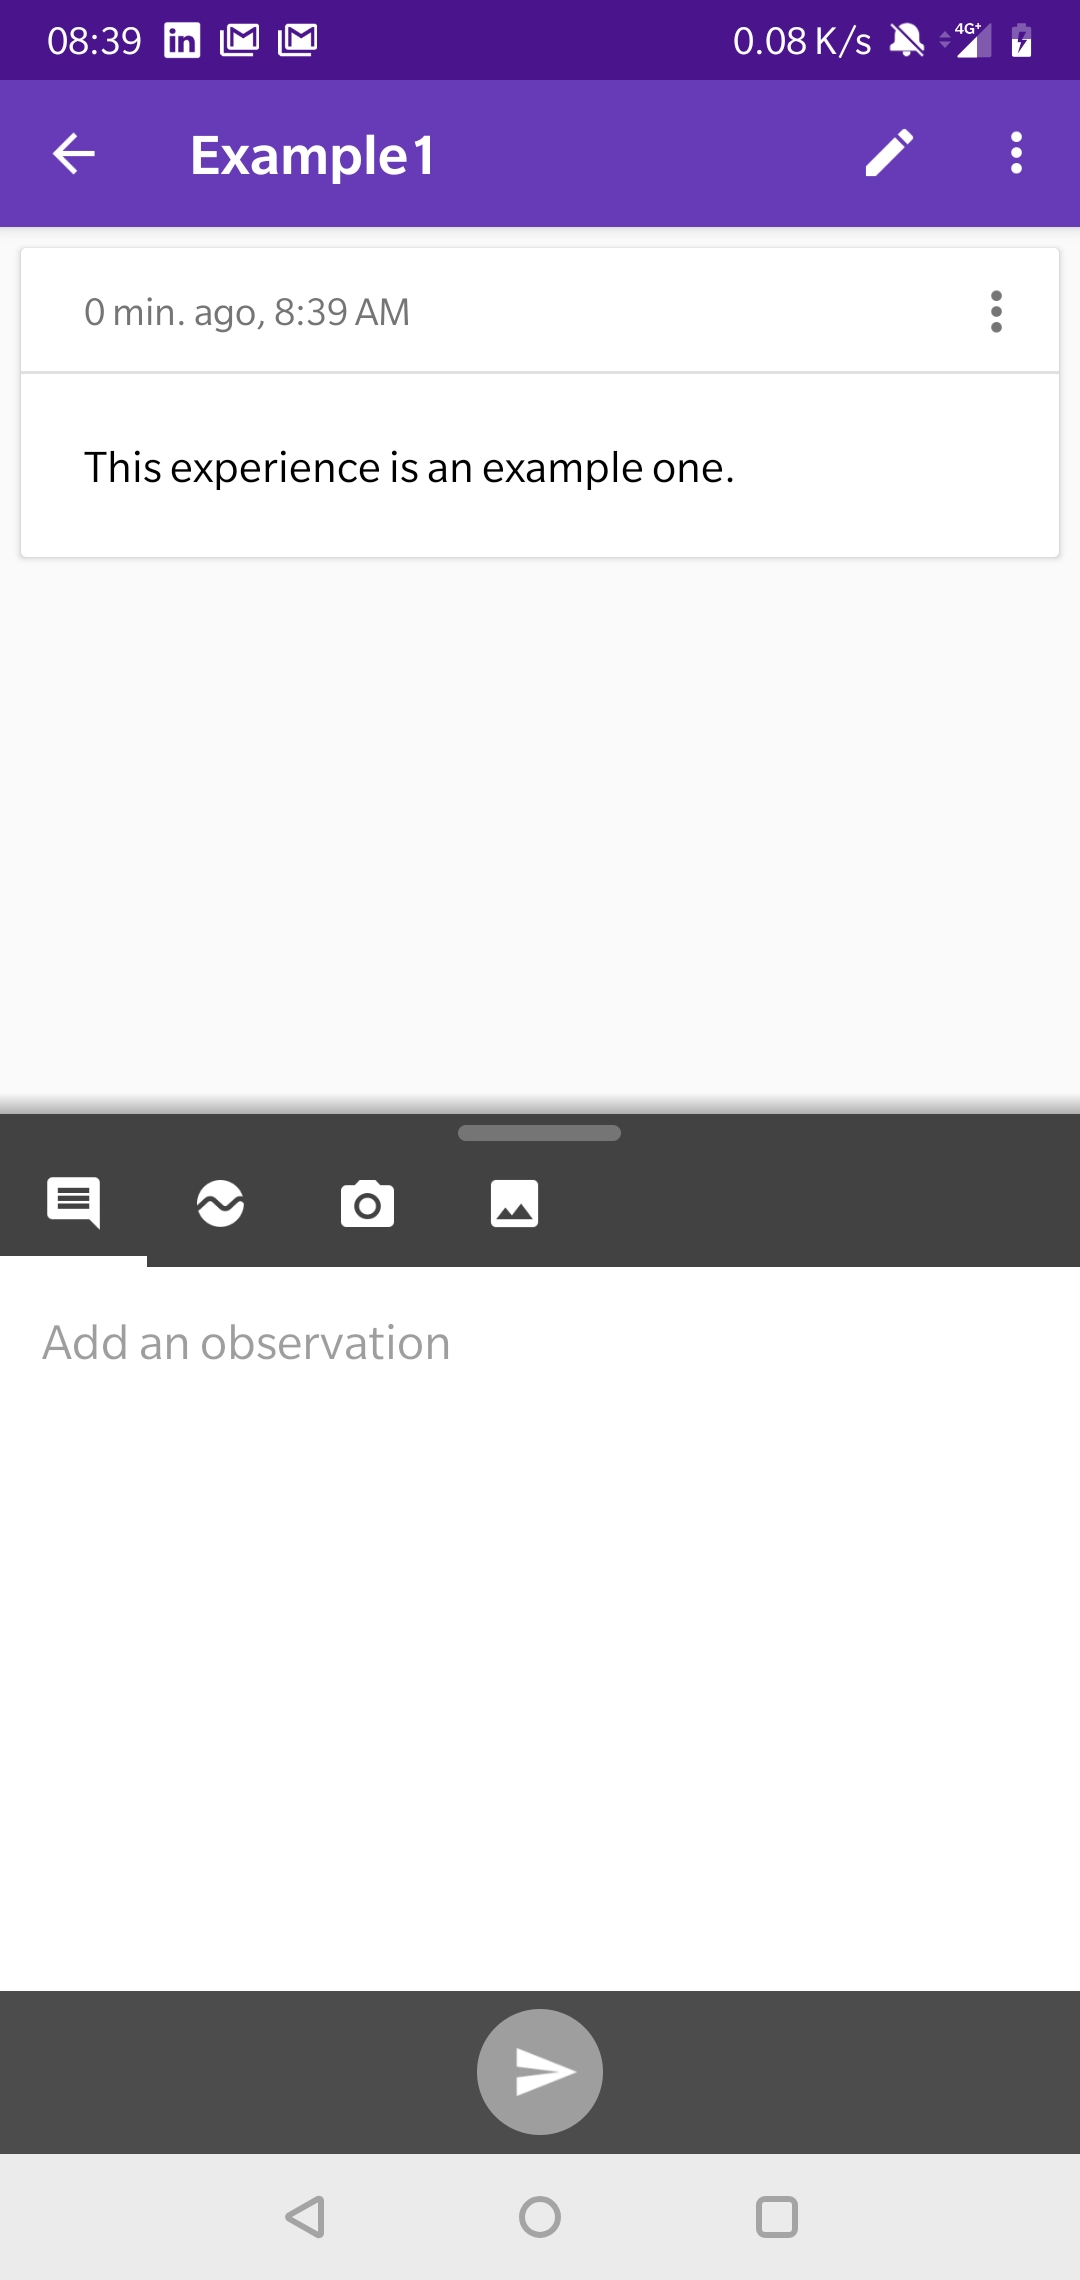 08:39 in 0.08 K/s 4G+
Example1
0 min. ago, 8:39 AM
This experience is an example one.
Add an observation